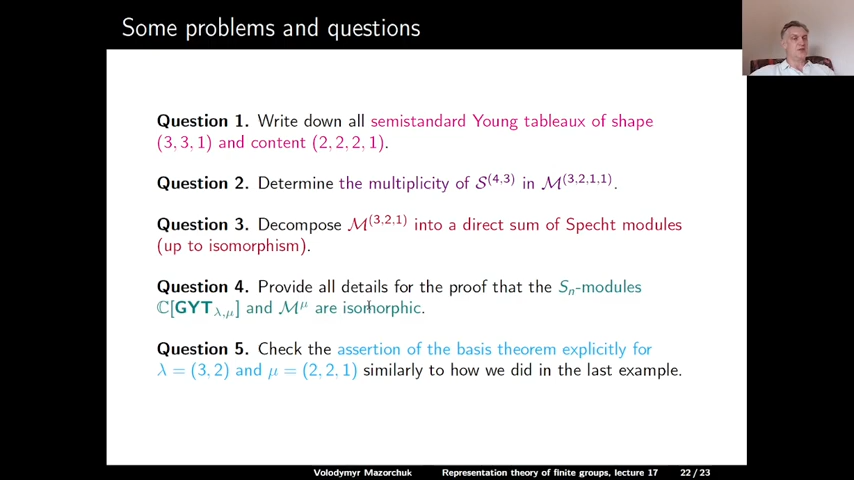 Some problems and questions
Question 1. Write down all semistandard Young tableaux of shape
(3, 3, 1) and content (2, 2, 2, 1).
Question 2. Determine the multiplicity of 𝒮^(4,3) in ℳ^(3,2,1,1).
Question 3. Decompose ℳ^(3,2,1) into a direct sum of Specht modules
(up to isomorphism).
Question 4. Provide all details for the proof that the S_n-modules
ℂ[GYT_λ,μ] and ℳ^μ are isomorphic.
Question 5. Check the assertion of the basis theorem explicitly for
λ = (3, 2) and μ = (2, 2, 1) similarly to how we did in the last example.
Volodymyr Mazorchuk Representation theory of finite groups, lecture 17 22 / 23